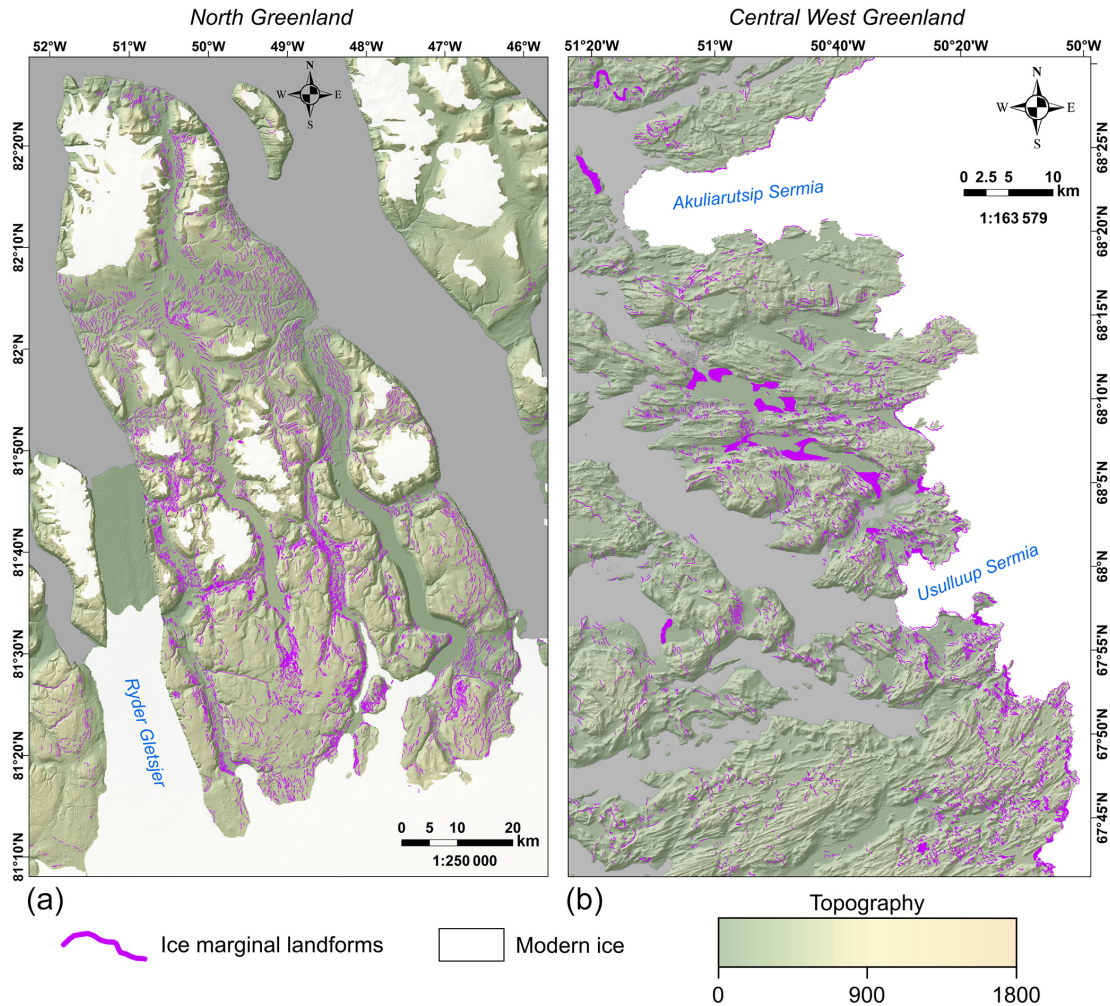 North Greenland
52°W 51°W 50°W 49°W 48°W 47°W 46°W
N
W E
S
82°20'N
82°10'N
82°N
81°50'N
81°40'N
81°30'N
81°20'N
81°10'N
Ryder Gletsjer
0 5 10 20
km
1:250 000
(a)
Central West Greenland
51°20'W 51°W 50°40'W 50°20'W 50°W
N
W E
S
0 2.5 5 10
km
1:163 579
Akuliarutsip Sermia
Usulluup Sermia
68°25'N
68°20'N
68°15'N
68°10'N
68°5'N
68°N
67°55'N
67°50'N
67°45'N
(b)
Ice marginal landforms
Modern ice
Topography
0 900 1800